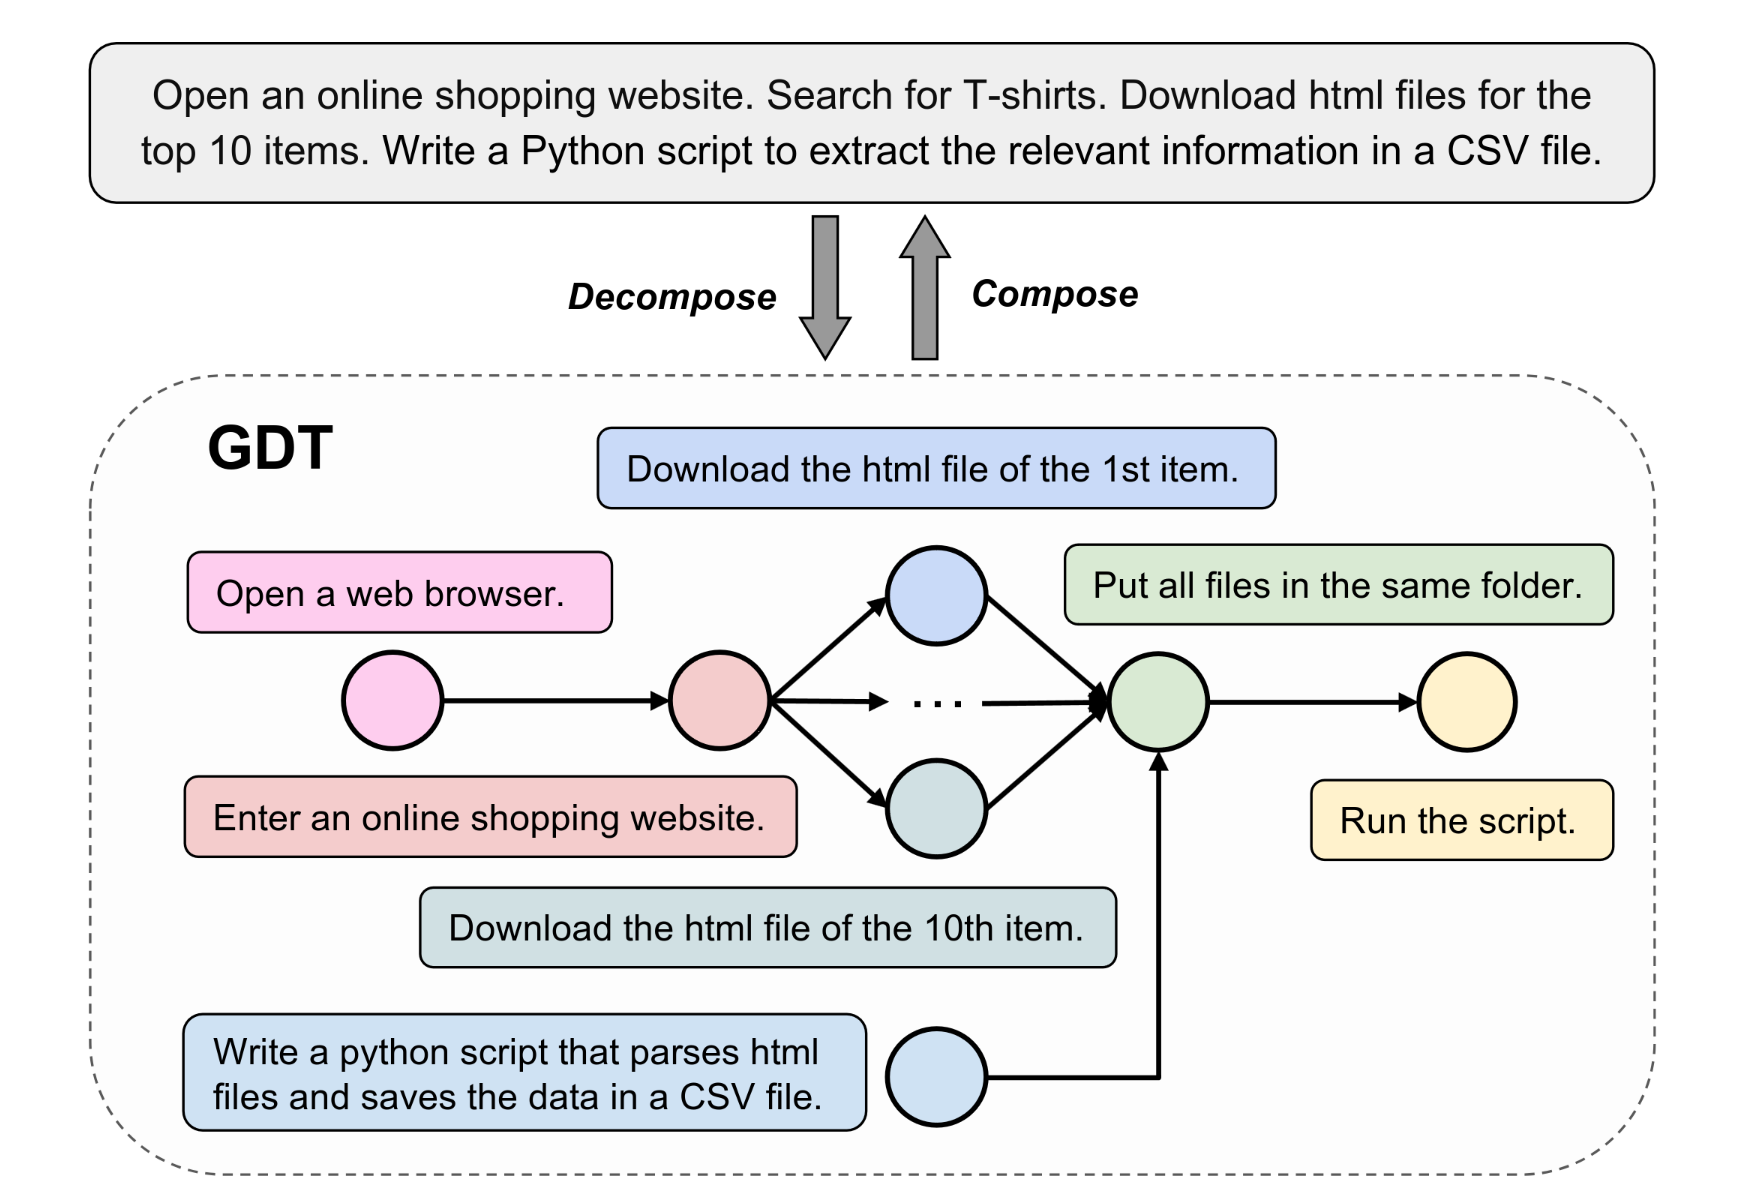 Open an online shopping website. Search for T-shirts. Download html files for the
top 10 items. Write a Python script to extract the relevant information in a CSV file.
Decompose
Compose
GDT
Download the html file of the 1st item.
Open a web browser.
Put all files in the same folder.
...
Enter an online shopping website.
Run the script.
Download the html file of the 10th item.
Write a python script that parses html
files and saves the data in a CSV file.